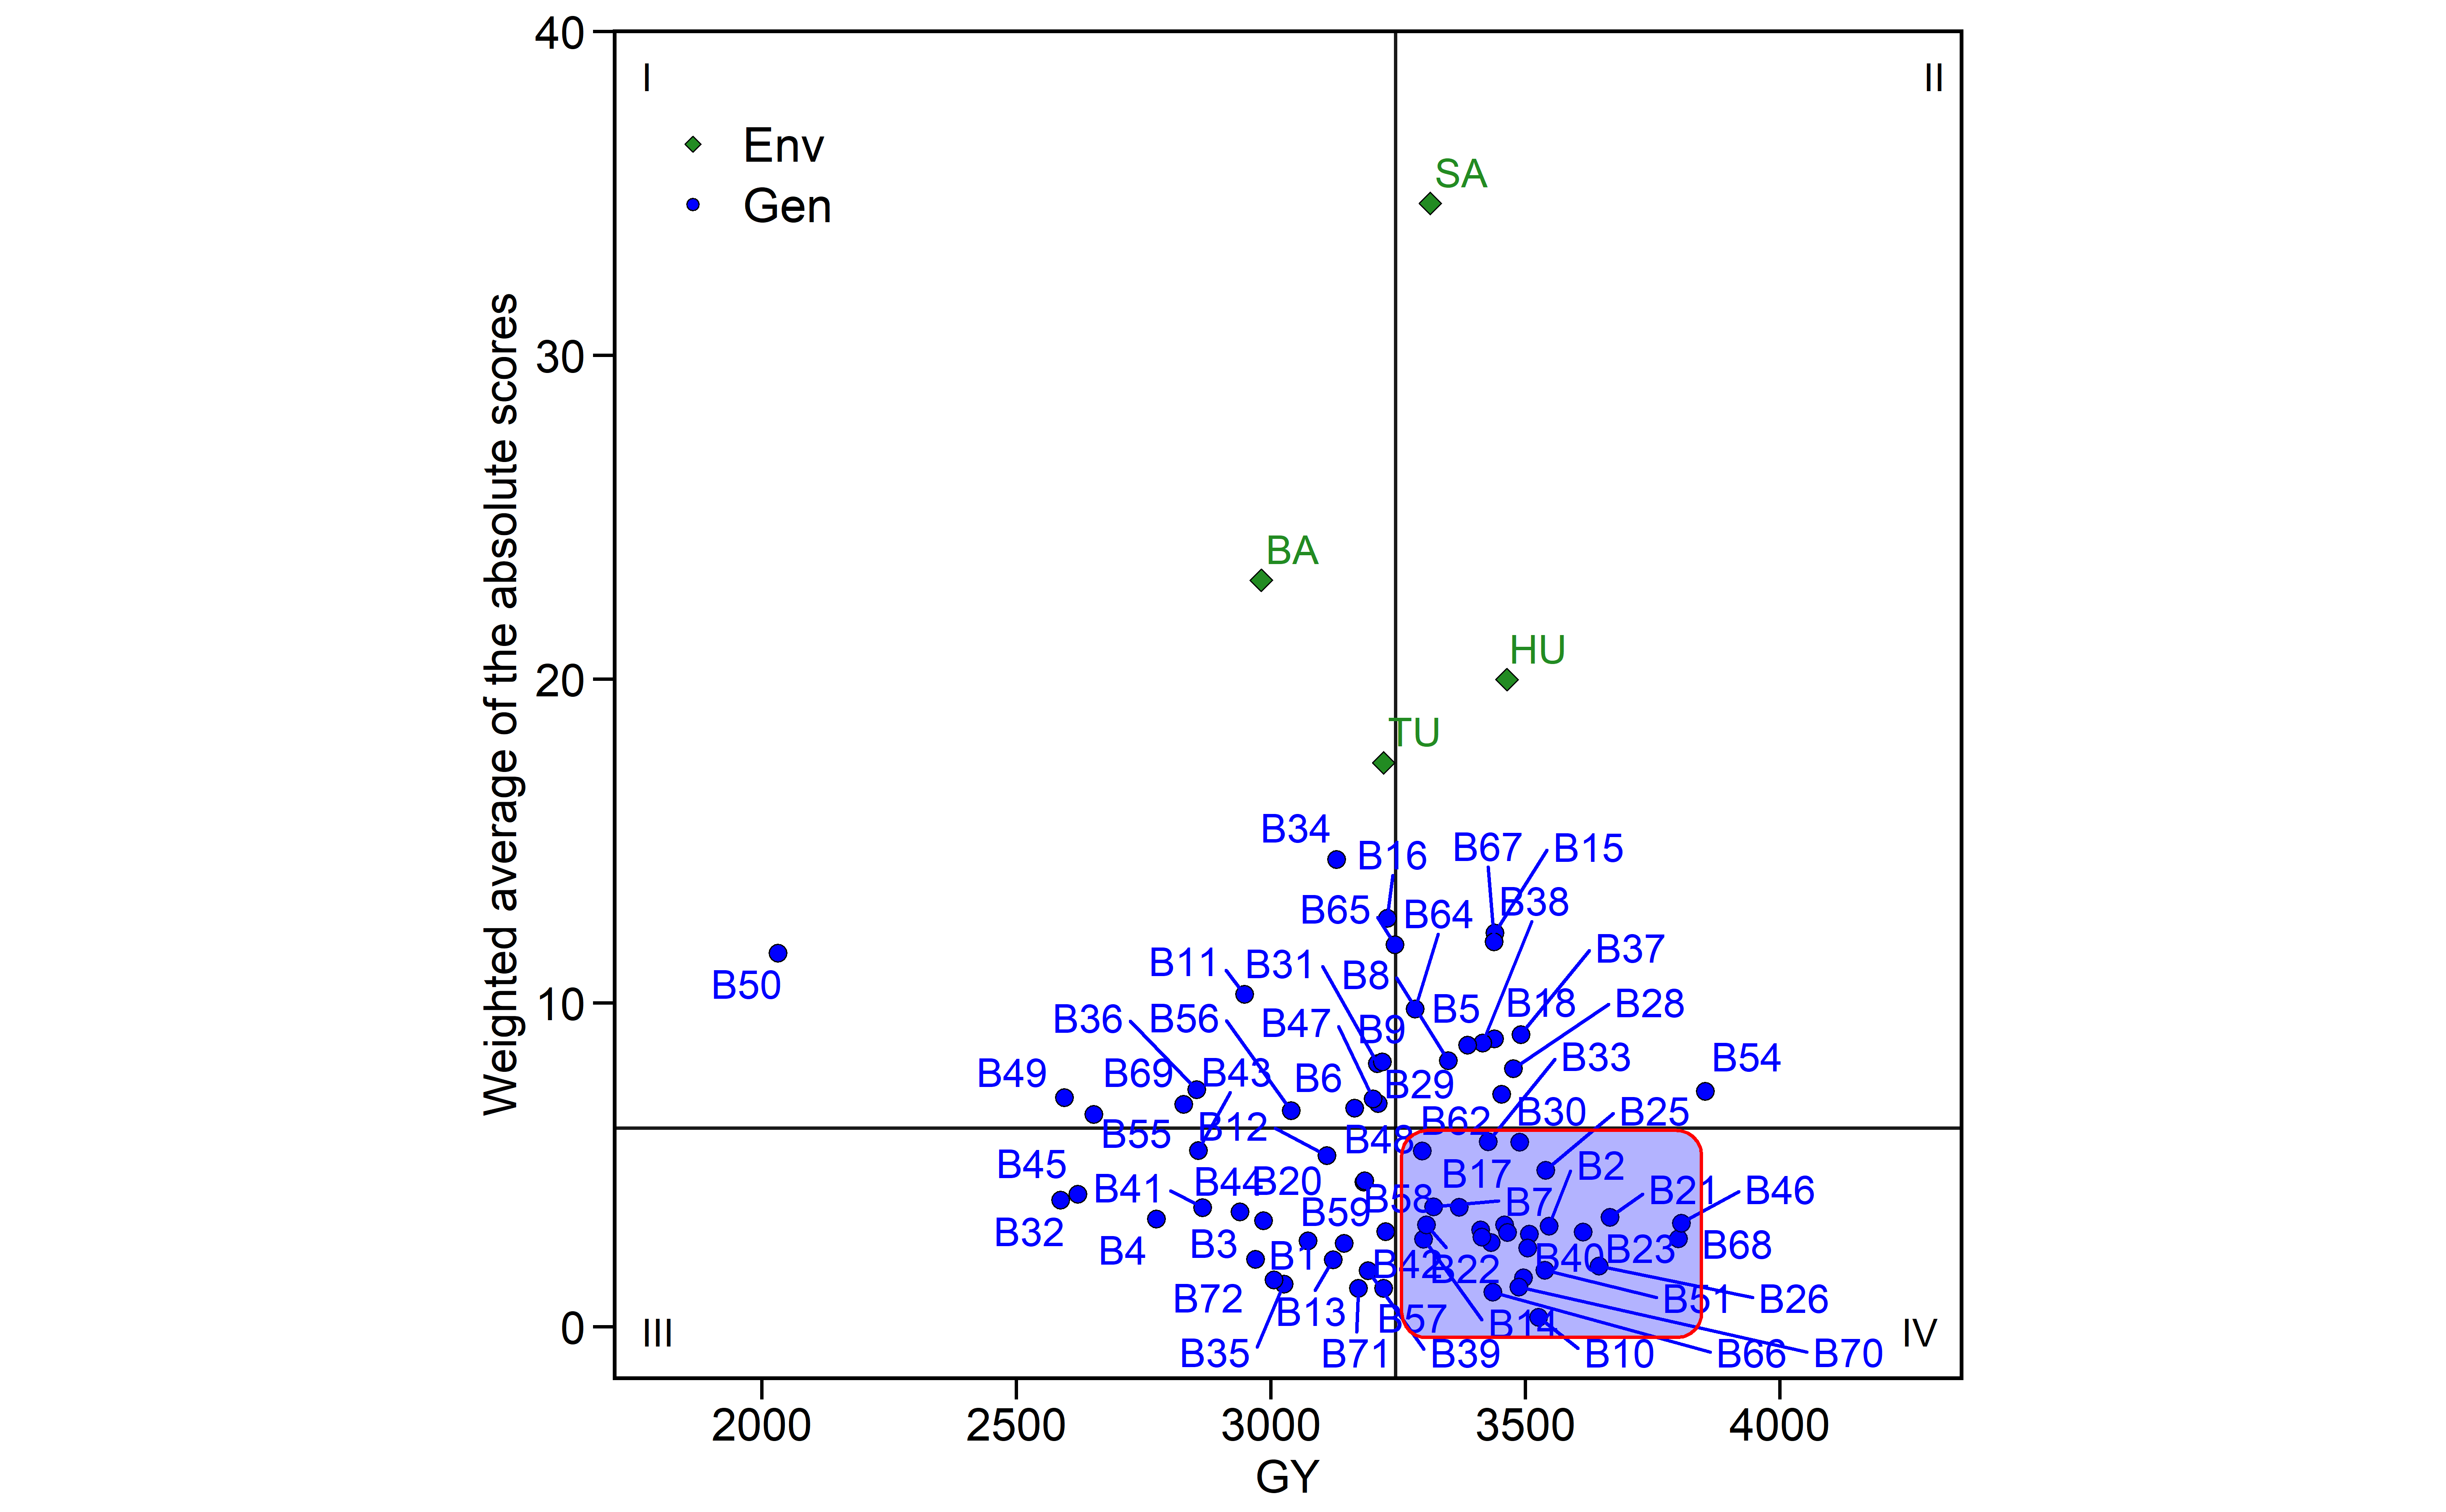 40
I
II
Env
Gen
SA
30
BA
HU
20
TU
B34
B16
B67
B15
B65
B64
B38
B11
B31
B8
B37
B50
10
B36
B56
B47
B9
B5
B18
B28
B49
B69
B43
B6
B29
B33
B54
B55
B12
B48
B62
B30
B25
B45
B41
B44
B20
B17
B2
B21
B46
B32
B4
B3
B1
B59
B58
B7
B42
B22
B40
B23
B68
B72
B13
B57
B14
B51
B26
0
III
IV
B35
B71
B39
B10
B66
B70
2000
2500
3000
3500
4000
GY
Weighted average of the absolute scores